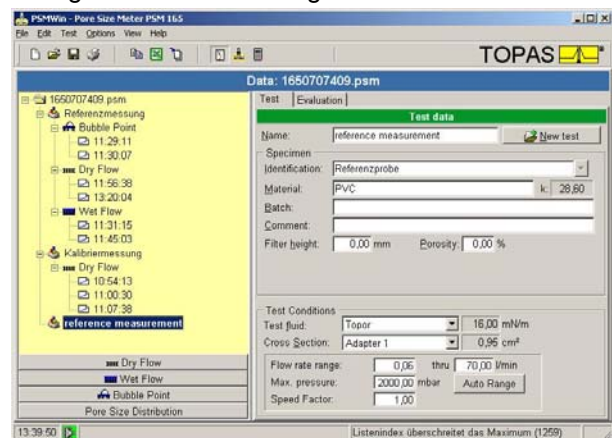 PSMWin - Pore Size Meter PSM 165
File Edit Test Options View Help
TOPAS
Data: 1650707409.psm
1650707409.psm
Referenzmessung
Bubble Point
11:29:11
11:30:07
Dry Flow
11:56:38
13:20:04
Wet Flow
11:31:15
11:45:03
Kalibriermessung
Dry Flow
10:54:13
11:00:30
11:07:38
reference measurement
Dry Flow
Wet Flow
Bubble Point
Pore Size Distribution
Test Evaluation
Test data
Name: reference measurement New test
Specimen
Identification: Referenzprobe
Material: PVC k: 28,60
Batch:
Comment:
Filter height: 0,00 mm Porosity: 0,00 %
Test Conditions
Test fluid: Topor 16,00 mN/m
Cross Section: Adapter 1 0,95 cm²
Flow rate range: 0,06 thru 70,00 l/min
Max. pressure: 2000,00 mbar Auto Range
Speed Factor: 1,00
13:39:50 Listenindex überschreitet das Maximum (1259)